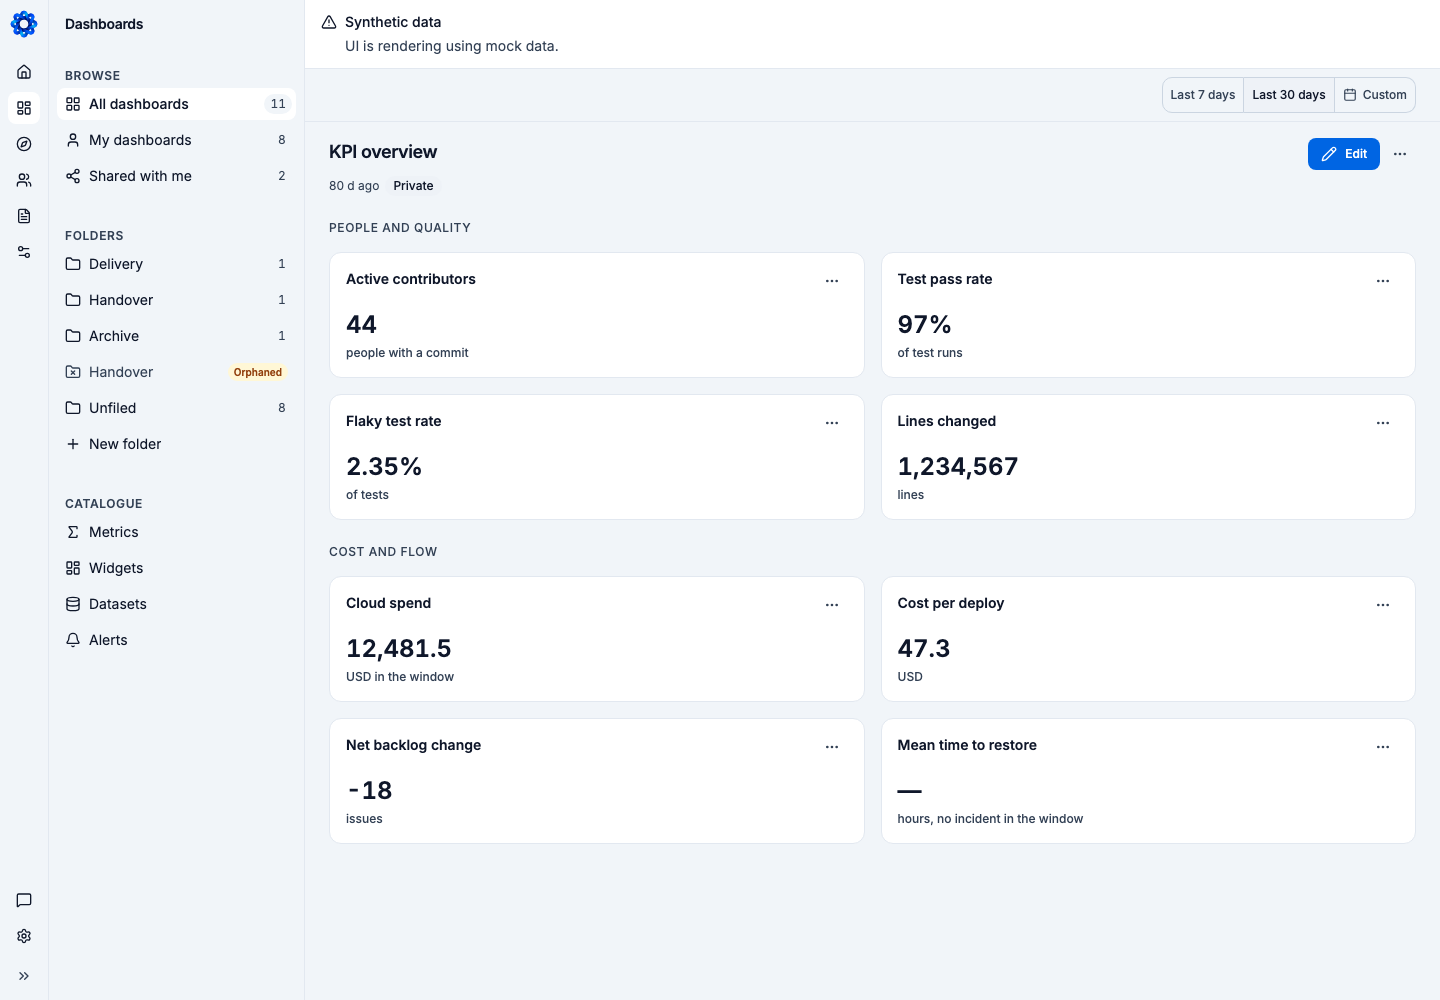 Dashboards
BROWSE
All dashboards 11
My dashboards 8
Shared with me 2
FOLDERS
Delivery 1
Handover 1
Archive 1
Handover Orphaned
Unfiled 8
New folder
CATALOGUE
Metrics
Widgets
Datasets
Alerts
Synthetic data
UI is rendering using mock data.
Last 7 days Last 30 days Custom
KPI overview
Edit
80 d ago Private
PEOPLE AND QUALITY
Active contributors
44
people with a commit
Test pass rate
97%
of test runs
Flaky test rate
2.35%
of tests
Lines changed
1,234,567
lines
COST AND FLOW
Cloud spend
12,481.5
USD in the window
Cost per deploy
47.3
USD
Net backlog change
-18
issues
Mean time to restore
—
hours, no incident in the window